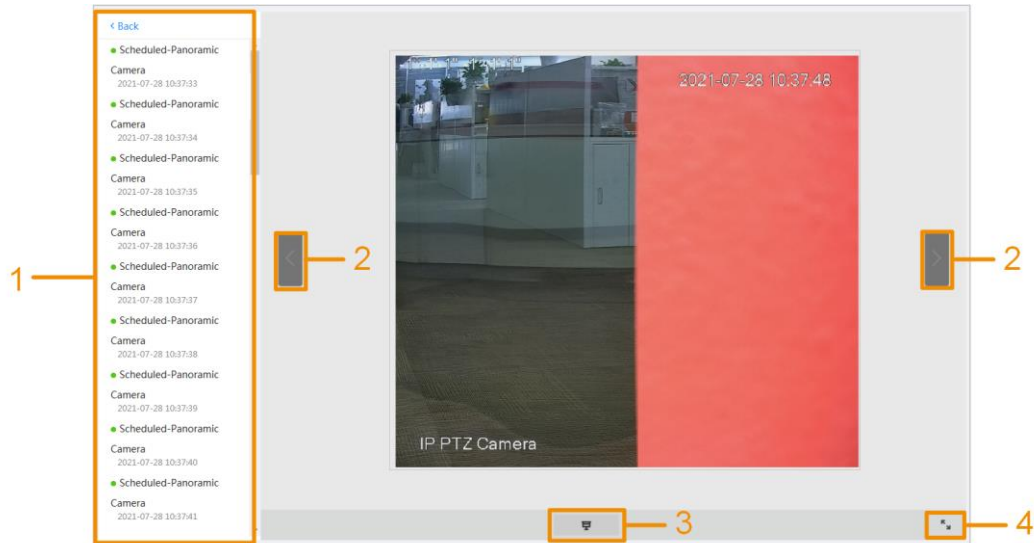 < Back
Scheduled-Panoramic
Camera
2021-07-28 10:37:33
Scheduled-Panoramic
Camera
2021-07-28 10:37:34
Scheduled-Panoramic
Camera
2021-07-28 10:37:35
Scheduled-Panoramic
Camera
2021-07-28 10:37:36
Scheduled-Panoramic
Camera
2021-07-28 10:37:37
Scheduled-Panoramic
Camera
2021-07-28 10:37:38
Scheduled-Panoramic
Camera
2021-07-28 10:37:39
Scheduled-Panoramic
Camera
2021-07-28 10:37:40
Scheduled-Panoramic
Camera
2021-07-28 10:37:41
1
2
2021-07-28 10:37:48
IP PTZ Camera
2
3
4